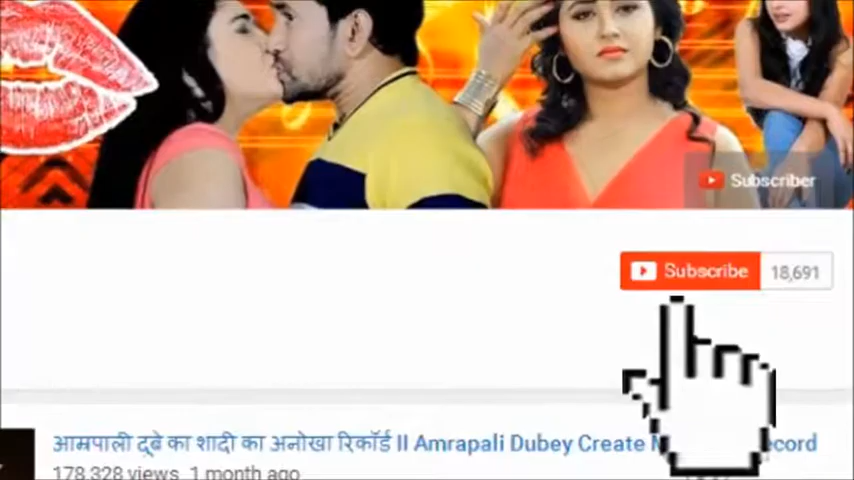 Subscriber
Subscribe 18,691
आम्रपाली दूबे का शादी का अनोखा रिकॉर्ड II Amrapali Dubey Create
178,328 views 1 month ago